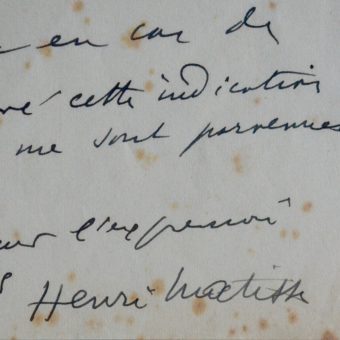 en cas de
cette indication
me sont parvenues
l'expression
Henri Matisse